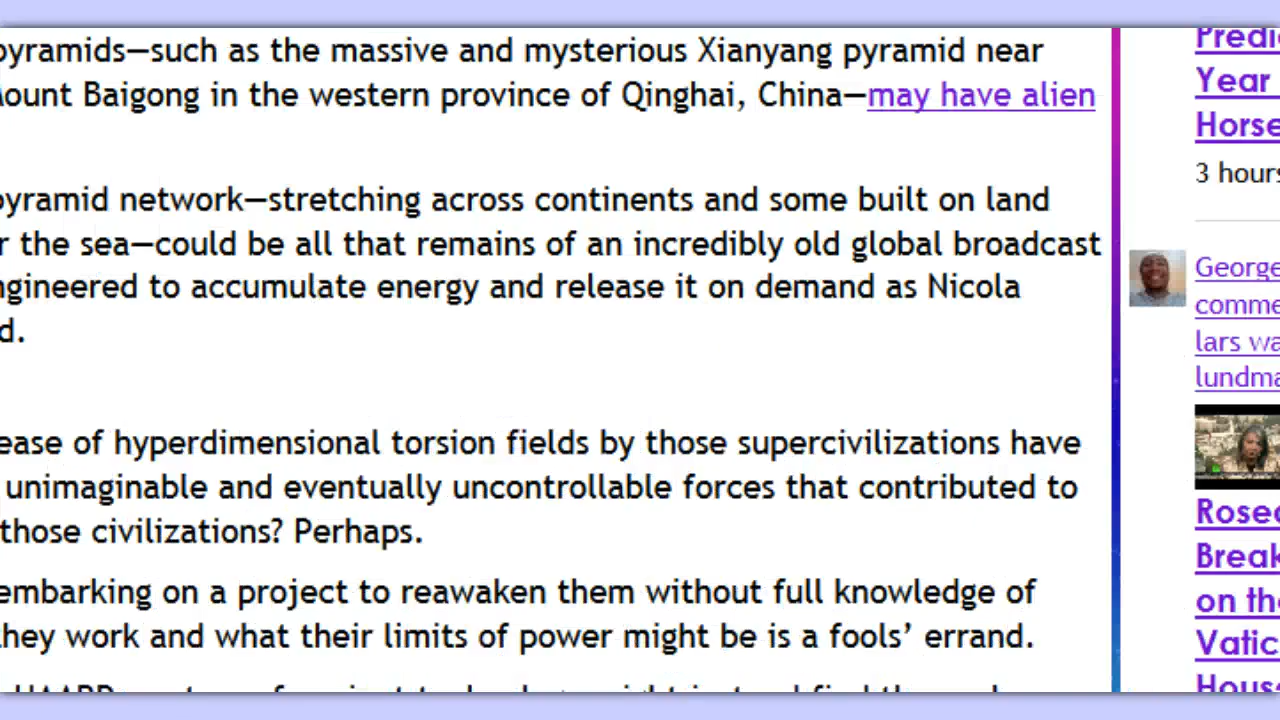 pyramids—such as the massive and mysterious Xianyang pyramid near
Mount Baigong in the western province of Qinghai, China—may have alien
pyramid network—stretching across continents and some built on land
r the sea—could be all that remains of an incredibly old global broadcast
ngineered to accumulate energy and release it on demand as Nicola
d.
ease of hyperdimensional torsion fields by those supercivilizations have
unimaginable and eventually uncontrollable forces that contributed to
those civilizations? Perhaps.
embarking on a project to reawaken them without full knowledge of
they work and what their limits of power might be is a fools’ errand.
Predi
Year
Horse
3 hours
George
comme
lars wa
lundma
Rosea
Break
on the
Vatic
House